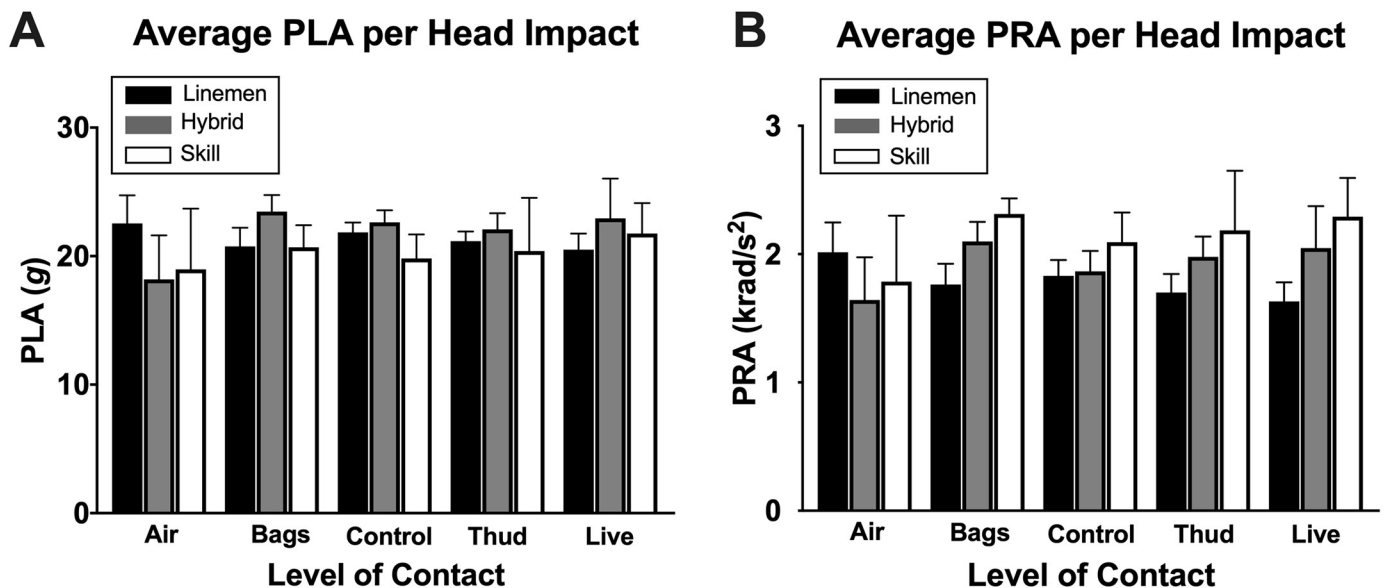 A
Average PLA per Head Impact
Linemen
Hybrid
Skill
PLA (g)
30
20
10
0
Air
Bags
Control
Thud
Live
Level of Contact
B
Average PRA per Head Impact
Linemen
Hybrid
Skill
PRA (krad/s²)
3
2
1
0
Air
Bags
Control
Thud
Live
Level of Contact